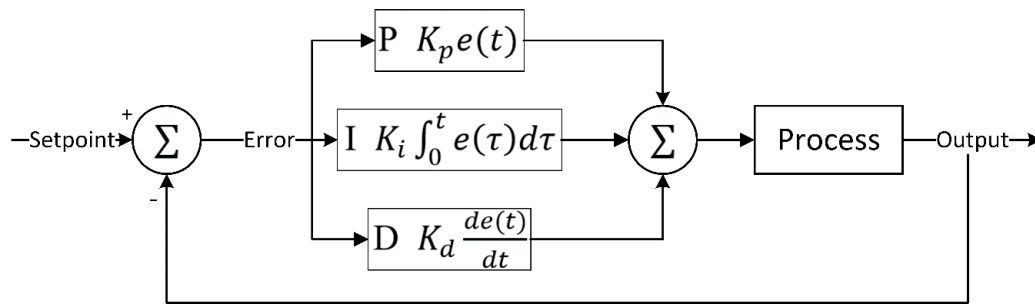 Setpoint
+
-
Σ
Error
P K_p e(t)
I K_i ∫_0^t e(τ)dτ
D K_d de(t)/dt
Σ
Process
Output